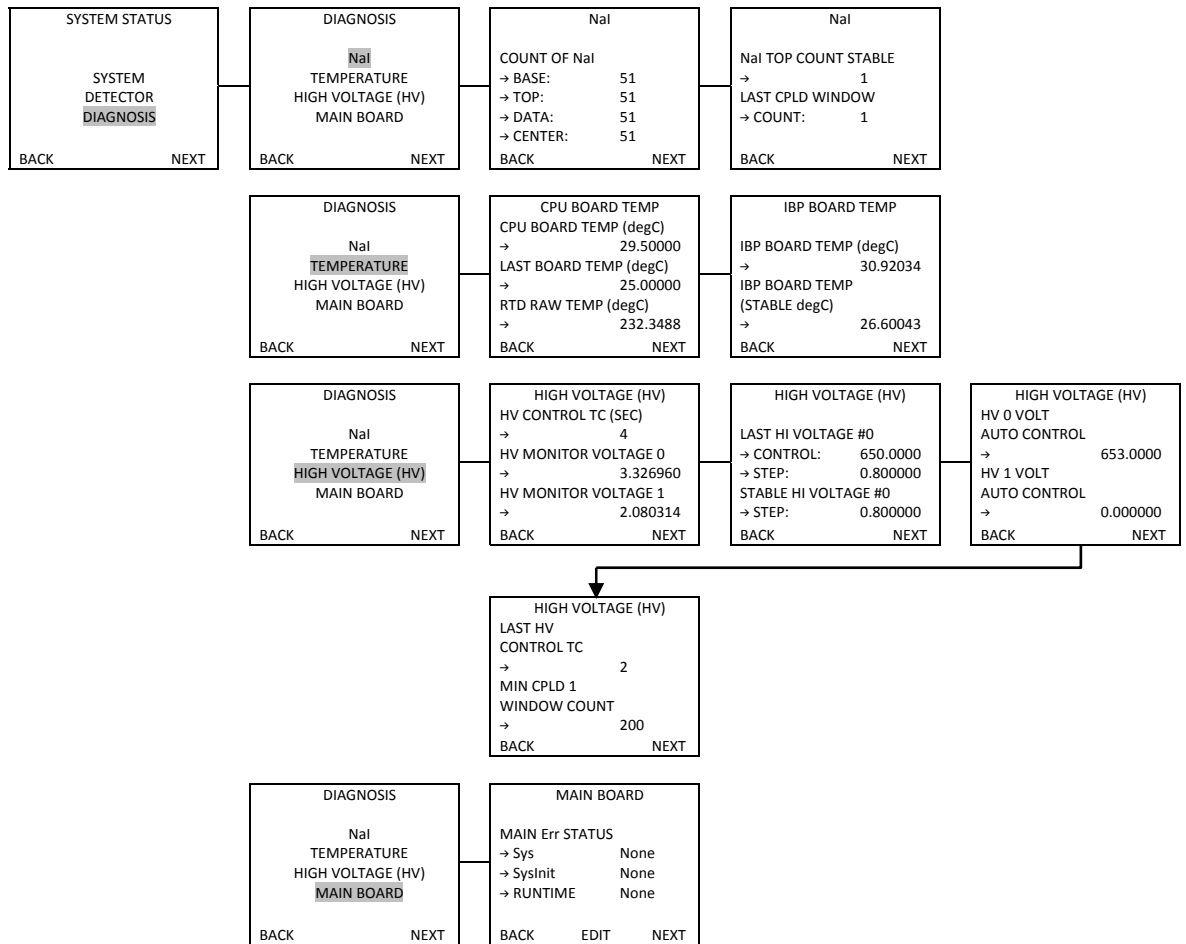 SYSTEM STATUS
SYSTEM
DETECTOR
DIAGNOSIS
BACK NEXT
DIAGNOSIS
NaI
TEMPERATURE
HIGH VOLTAGE (HV)
MAIN BOARD
BACK NEXT
NaI
COUNT OF NaI
→ BASE: 51
→ TOP: 51
→ DATA: 51
→ CENTER: 51
BACK NEXT
NaI
NaI TOP COUNT STABLE
→ 1
LAST CPLD WINDOW
→ COUNT: 1
BACK NEXT
DIAGNOSIS
NaI
TEMPERATURE
HIGH VOLTAGE (HV)
MAIN BOARD
BACK NEXT
CPU BOARD TEMP
CPU BOARD TEMP (degC)
→ 29.50000
LAST BOARD TEMP (degC)
→ 25.00000
RTD RAW TEMP (degC)
→ 232.3488
BACK NEXT
IBP BOARD TEMP
IBP BOARD TEMP (degC)
→ 30.92034
IBP BOARD TEMP
(STABLE degC)
→ 26.60043
BACK NEXT
DIAGNOSIS
NaI
TEMPERATURE
HIGH VOLTAGE (HV)
MAIN BOARD
BACK NEXT
HIGH VOLTAGE (HV)
HV CONTROL TC (SEC)
→ 4
HV MONITOR VOLTAGE 0
→ 3.326960
HV MONITOR VOLTAGE 1
→ 2.080314
BACK NEXT
HIGH VOLTAGE (HV)
LAST HI VOLTAGE #0
→ CONTROL: 650.0000
→ STEP: 0.800000
STABLE HI VOLTAGE #0
→ STEP: 0.800000
BACK NEXT
HIGH VOLTAGE (HV)
HV 0 VOLT
AUTO CONTROL
→ 653.0000
HV 1 VOLT
AUTO CONTROL
→ 0.000000
BACK NEXT
HIGH VOLTAGE (HV)
LAST HV
CONTROL TC
→ 2
MIN CPLD 1
WINDOW COUNT
→ 200
BACK NEXT
DIAGNOSIS
NaI
TEMPERATURE
HIGH VOLTAGE (HV)
MAIN BOARD
BACK NEXT
MAIN BOARD
MAIN Err STATUS
→ Sys None
→ SysInit None
→ RUNTIME None
BACK EDIT NEXT